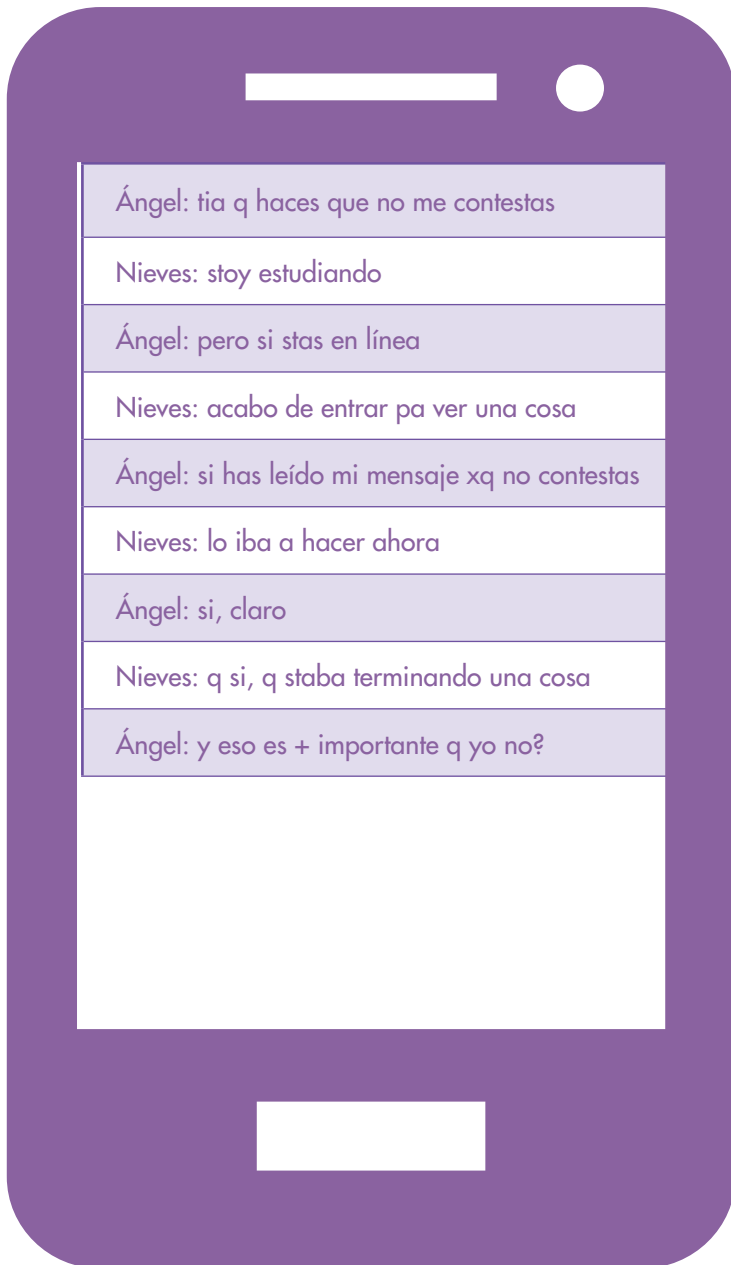 Ángel: tia q haces que no me contestas
Nieves: stoy estudiando
Ángel: pero si stas en línea
Nieves: acabo de entrar pa ver una cosa
Ángel: si has leído mi mensaje xq no contestas
Nieves: lo iba a hacer ahora
Ángel: si, claro
Nieves: q si, q staba terminando una cosa
Ángel: y eso es + importante q yo no?